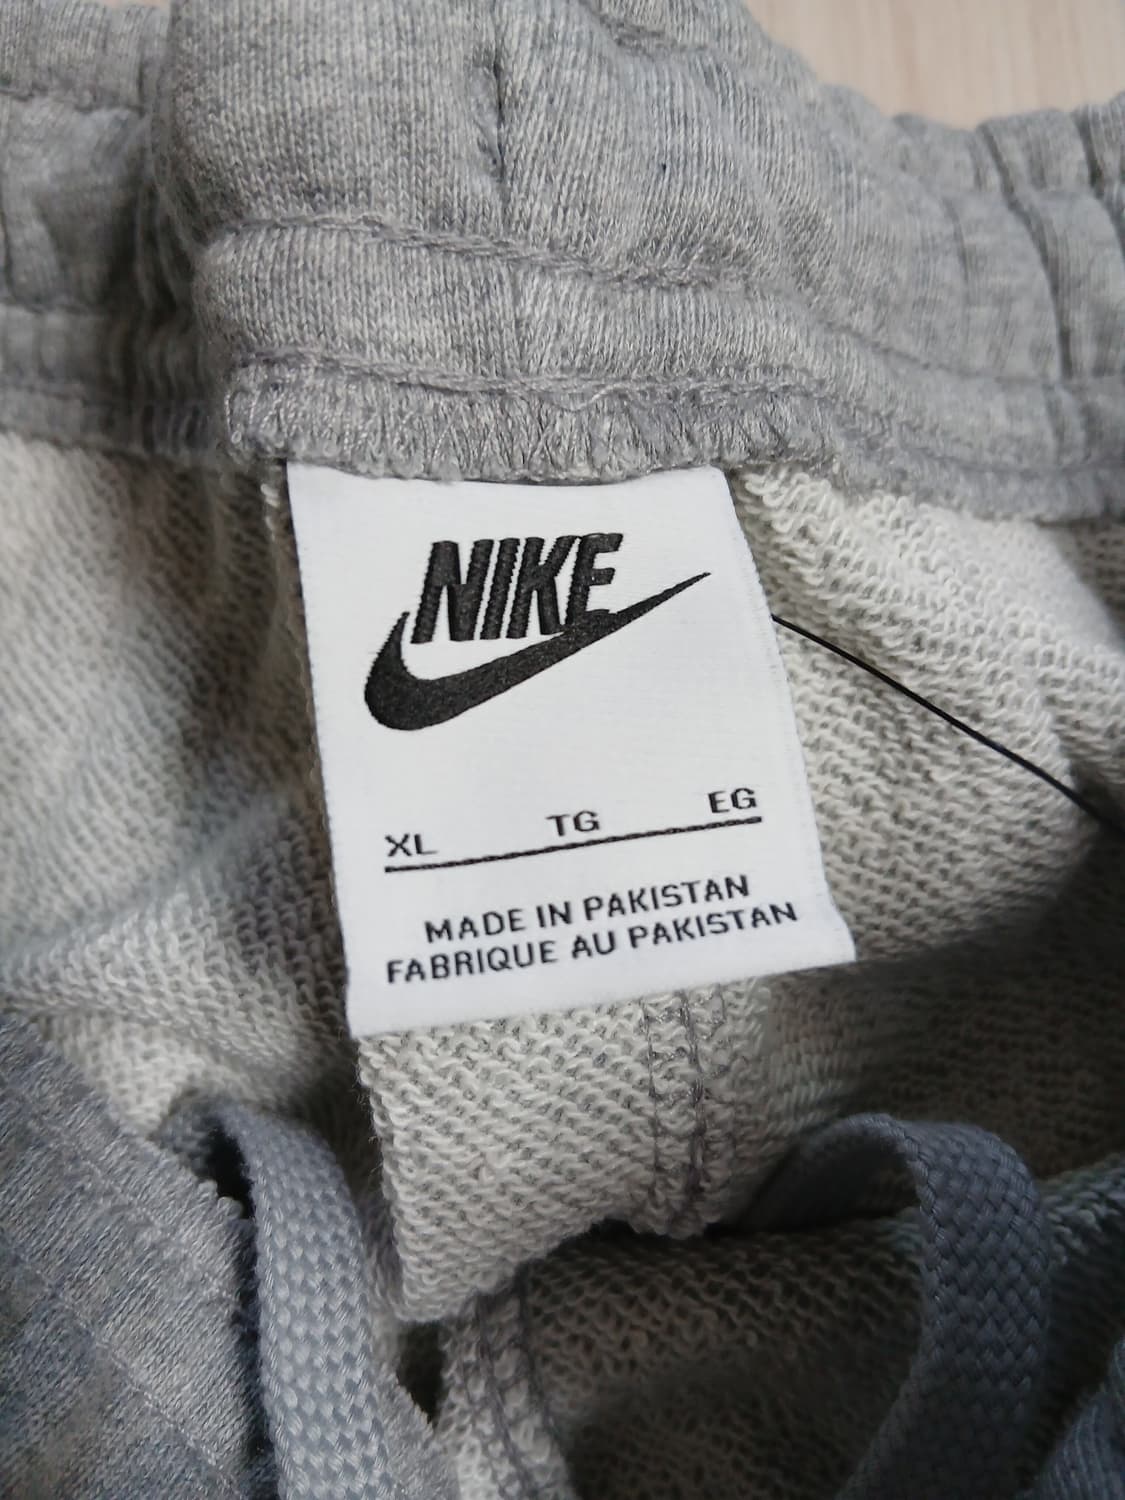 NIKE
XL TG EG
MADE IN PAKISTAN
FABRIQUE AU PAKISTAN